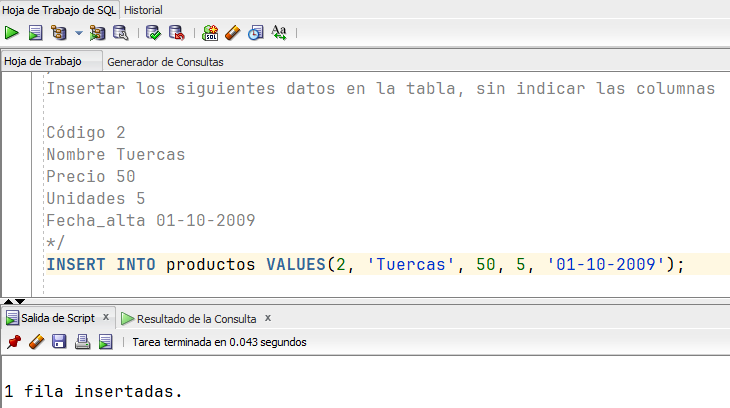 Hoja de Trabajo de SQL Historial
SQL
Aa
Hoja de Trabajo Generador de Consultas
Insertar los siguientes datos en la tabla, sin indicar las columnas
Código 2
Nombre Tuercas
Precio 50
Unidades 5
Fecha_alta 01-10-2009
*/
INSERT INTO productos VALUES(2, 'Tuercas', 50, 5, '01-10-2009');
Salida de Script x Resultado de la Consulta x
Tarea terminada en 0.043 segundos
1 fila insertadas.